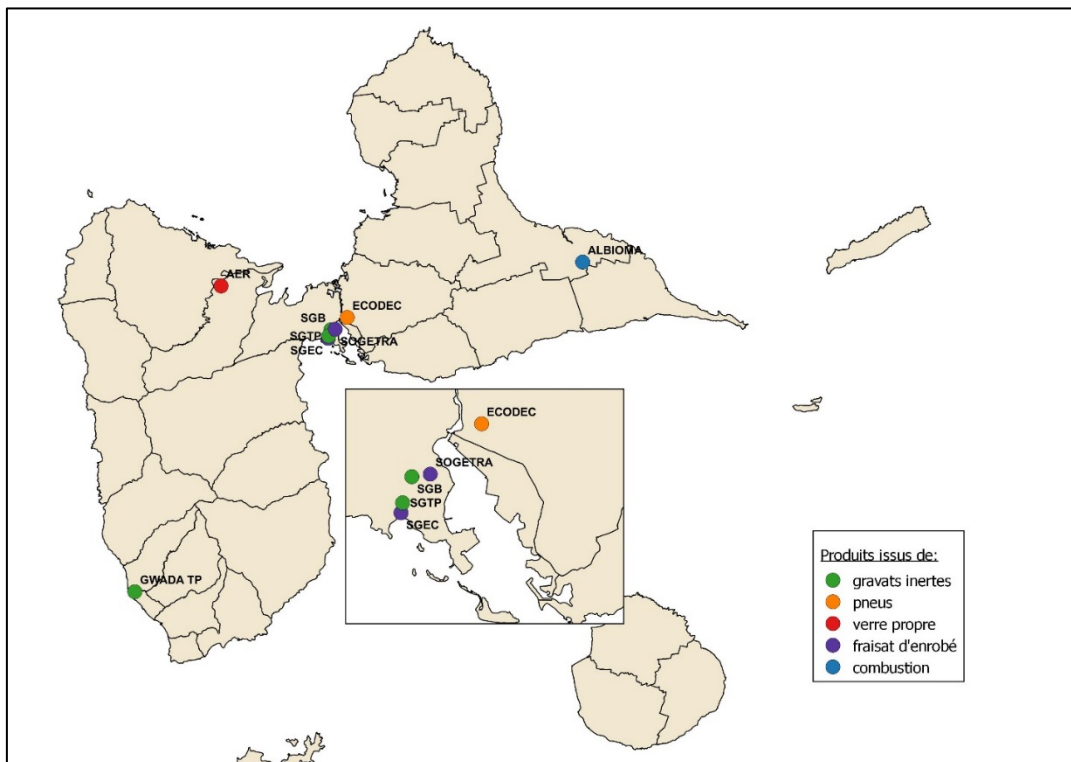 ALBIOMA
AER
ECODEC
SGB
SGTP
SOGETRA
SGEC
ECODEC
SOGETRA
SGB
SGTP
SGEC
GWADA TP
Produits issus de:
gravats inertes
pneus
verre propre
fraisat d'enrobé
combustion